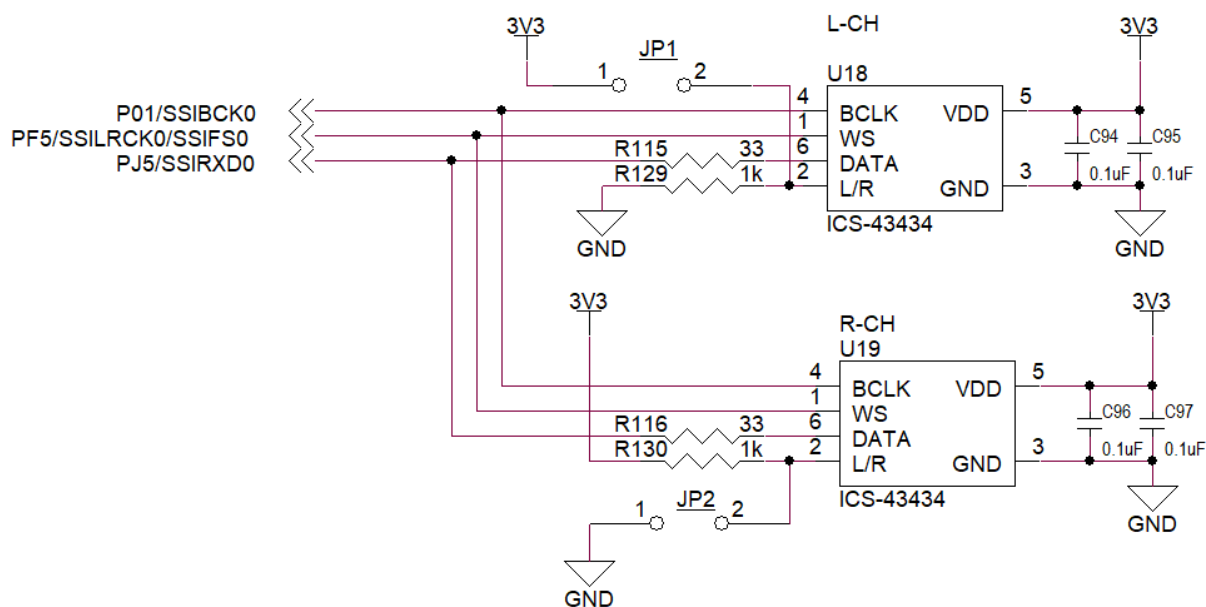 L-CH
3V3
3V3
JP1
1
2
U18
P01/SSIBCK0
4
BCLK
VDD
5
PF5/SSILRCK0/SSIFS0
1
WS
C94
C95
PJ5/SSIRXD0
R115
33
6
DATA
R129
1k
2
L/R
GND
3
0.1uF
0.1uF
ICS-43434
GND
GND
3V3
3V3
R-CH
U19
4
BCLK
VDD
5
1
WS
C96
C97
R116
33
6
DATA
R130
1k
2
L/R
GND
3
0.1uF
0.1uF
ICS-43434
1
JP2
2
GND
GND